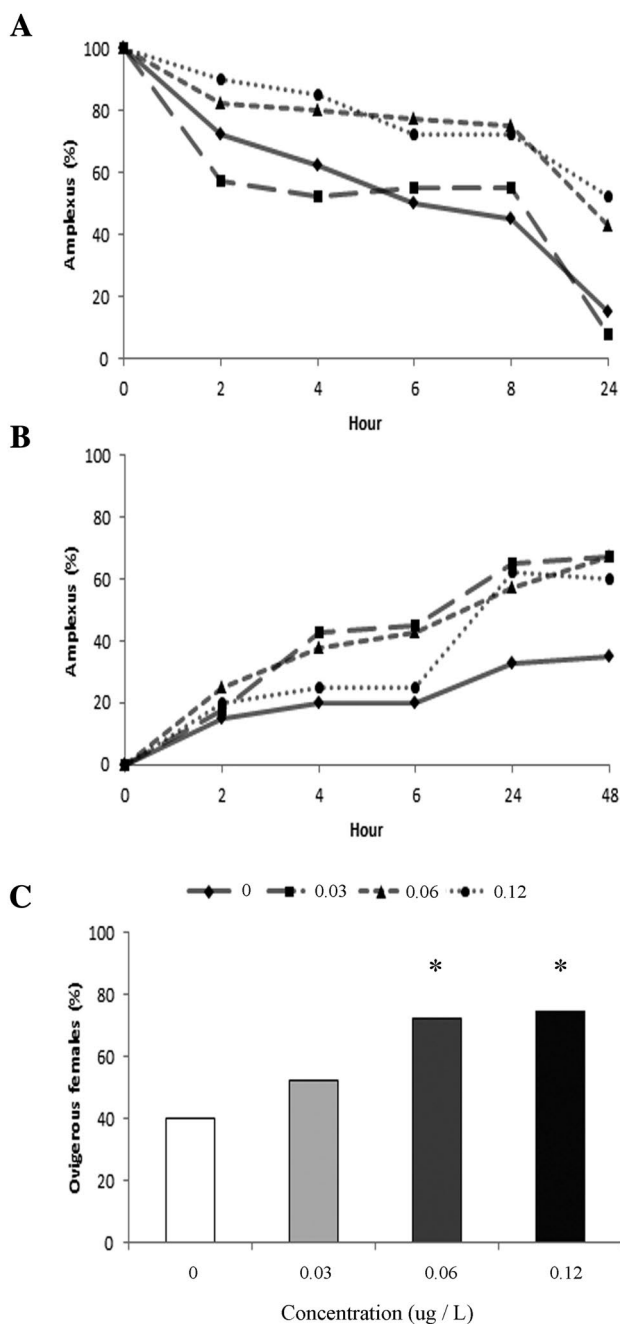 A
100
80
60
40
20
0
Amplexus (%)
0 2 4 6 8 24
Hour
B
100
80
60
40
20
0
Amplexus (%)
0 2 4 6 24 48
Hour
0 0.03 0.06 0.12
C
100
80
60
40
20
0
Ovigerous females (%)
* *
0 0.03 0.06 0.12
Concentration (ug / L)